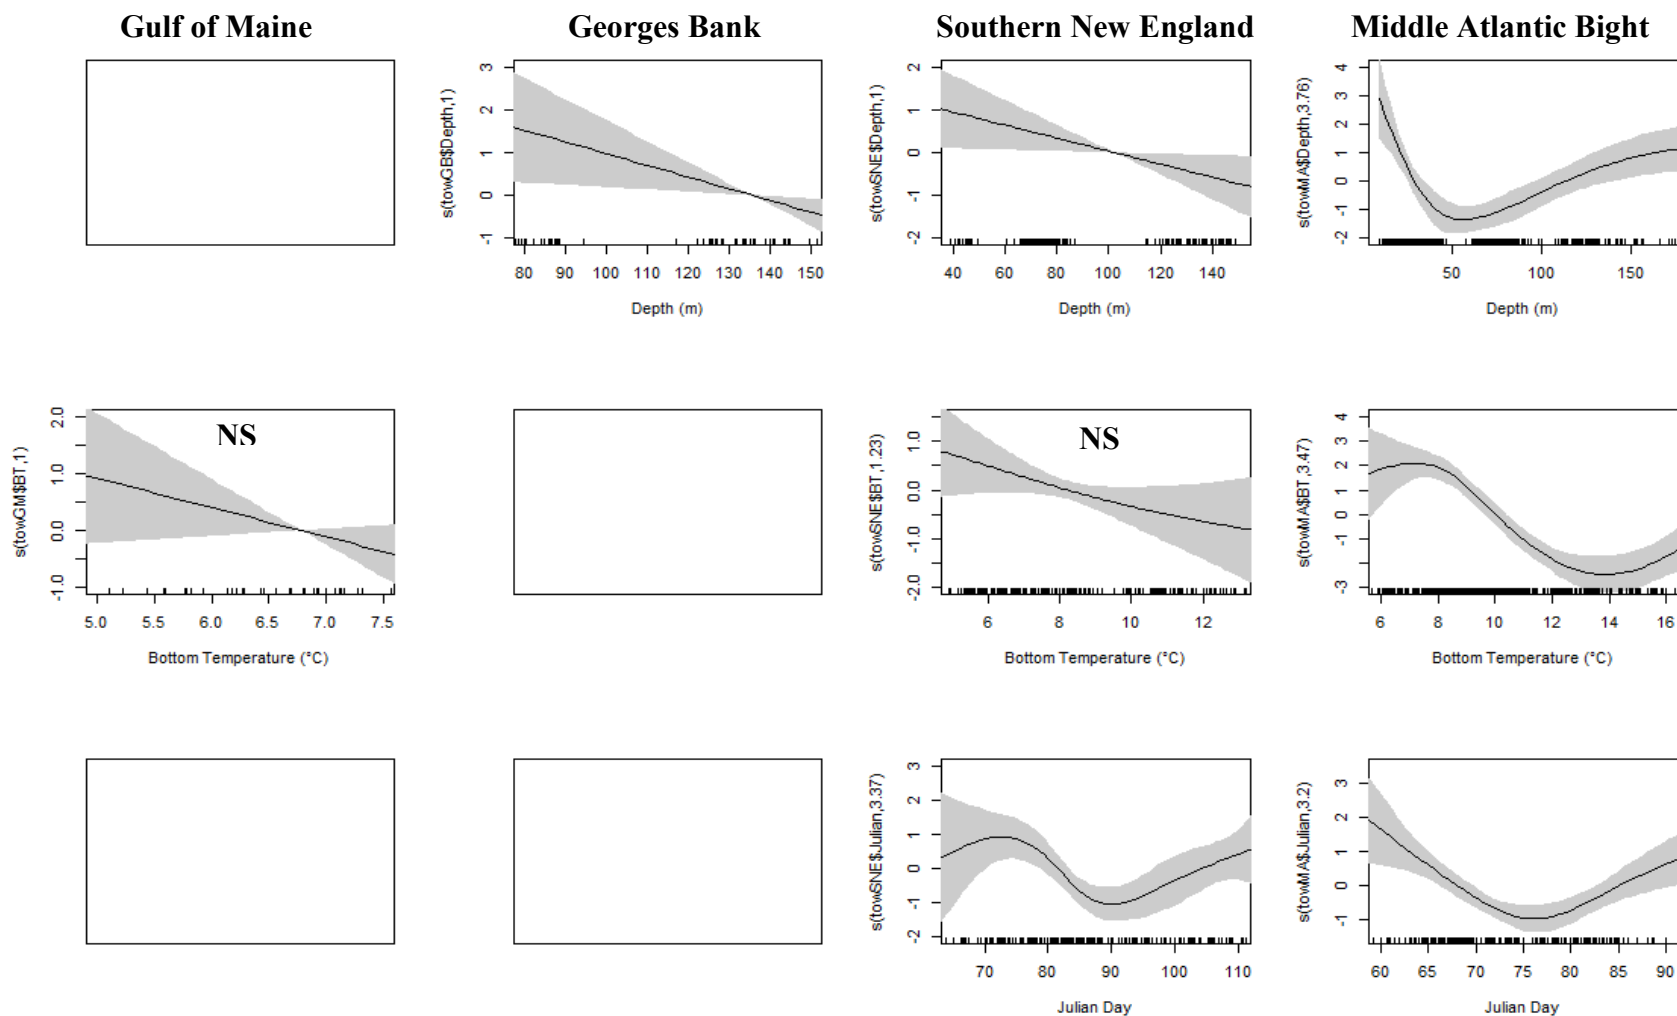 Gulf of Maine Georges Bank Southern New England Middle Atlantic Bight
s(towGB$Depth,1)
3
2
1
0
-1
80 90 100 110 120 130 140 150
Depth (m)
s(towSNE$Depth,1)
2
1
0
-1
-2
40 60 80 100 120 140
Depth (m)
s(towMA$Depth,3.76)
4
3
2
1
0
-1
-2
50 100 150
Depth (m)
s(towGM$BT,1)
2.0
1.0
0.0
-1.0
NS
5.0 5.5 6.0 6.5 7.0 7.5
Bottom Temperature (°C)
s(towSNE$BT,1.23)
1.0
0.0
-1.0
-2.0
NS
6 8 10 12
Bottom Temperature (°C)
s(towMA$BT,3.47)
4
3
2
1
0
-1
-3
6 8 10 12 14 16
Bottom Temperature (°C)
s(towSNE$Julian,3.37)
3
2
1
0
-1
-2
70 80 90 100 110
Julian Day
s(towMA$Julian,3.2)
3
2
1
0
-1
60 65 70 75 80 85 90
Julian Day